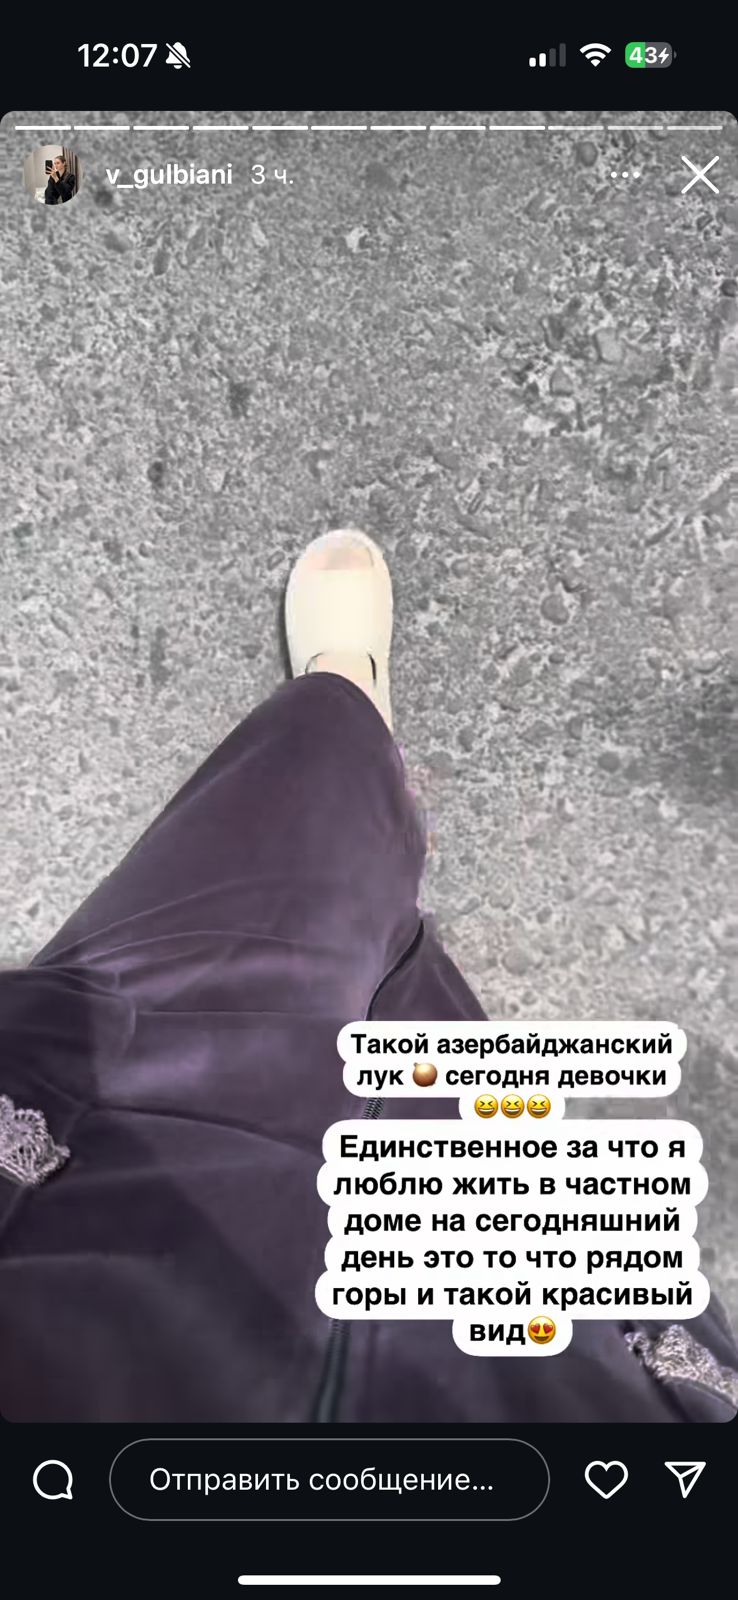 12:07
43
v_gulbiani 3 ч.
Такой азербайджанский
лук 🧅 сегодня девочки
😆😆😆
Единственное за что я
люблю жить в частном
доме на сегодняшний
день это то что рядом
горы и такой красивый
вид😍
Отправить сообщение...